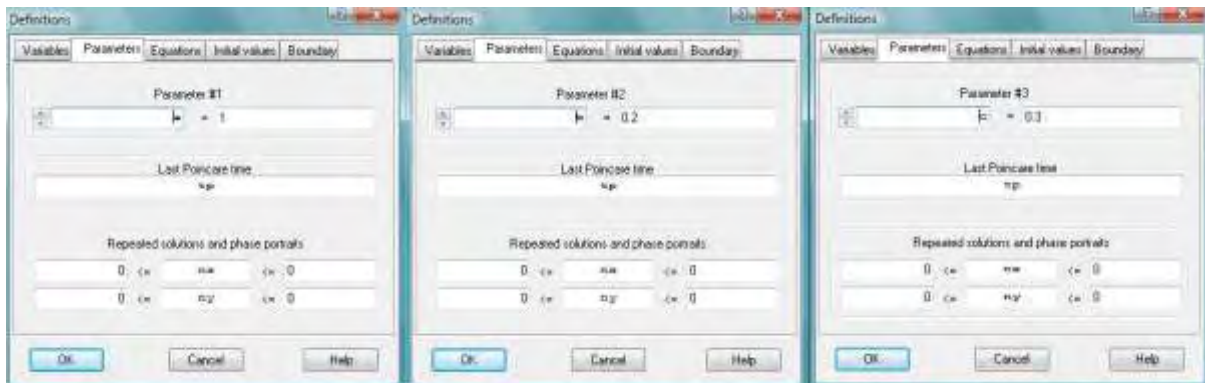 Definitions
Variables Parameters Equations Initial values Boundary
Parameter #1
= 1
Last Poincare time
Repeated solutions and phase portraits
0 <= <= 0
0 <= <= 0
OK Cancel Help
Definitions
Variables Parameters Equations Initial values Boundary
Parameter #2
= 0.2
Last Poincare time
Repeated solutions and phase portraits
0 <= <= 0
0 <= <= 0
OK Cancel Help
Definitions
Variables Parameters Equations Initial values Boundary
Parameter #3
= 0.3
Last Poincare time
Repeated solutions and phase portraits
0 <= <= 0
0 <= <= 0
OK Cancel Help